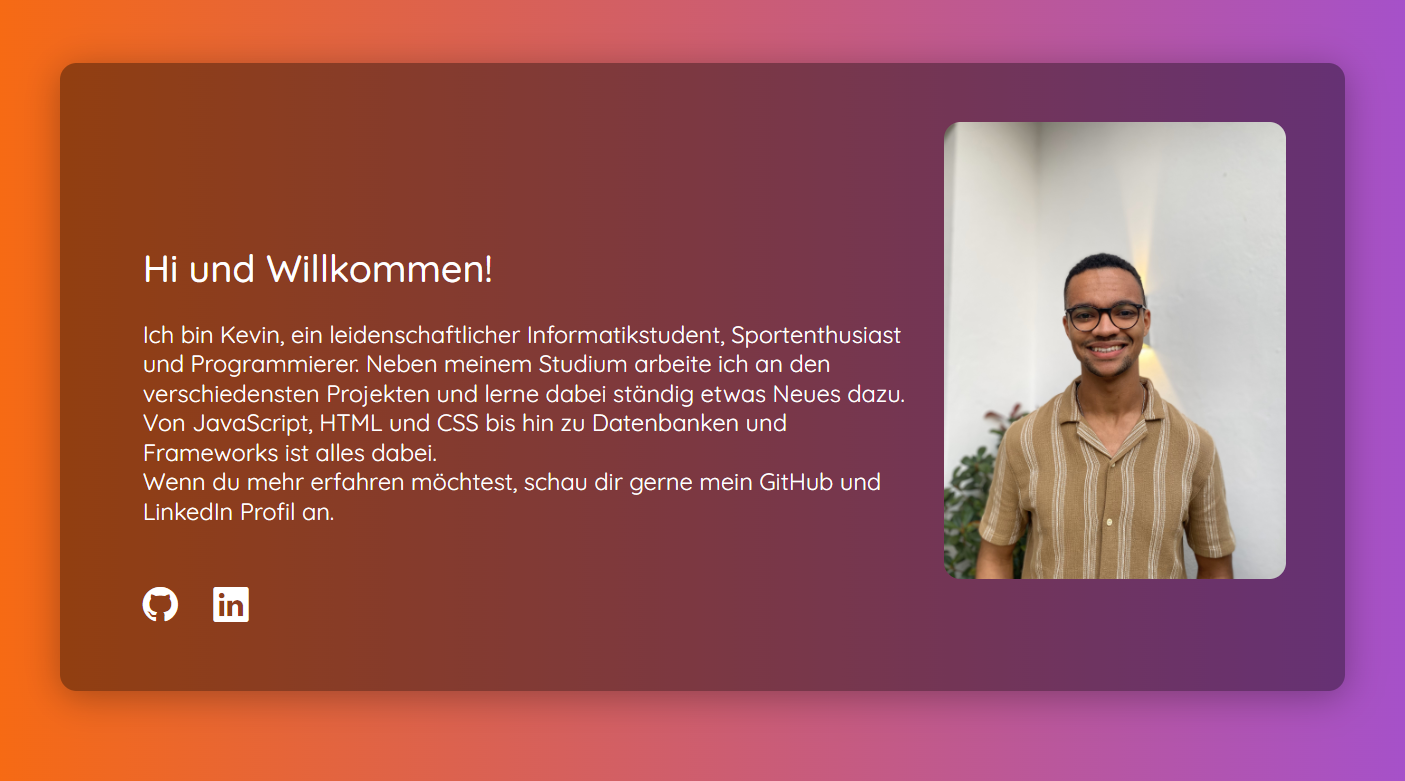 Hi und Willkommen!
Ich bin Kevin, ein leidenschaftlicher Informatikstudent, Sportenthusiast
und Programmierer. Neben meinem Studium arbeite ich an den
verschiedensten Projekten und lerne dabei ständig etwas Neues dazu.
Von JavaScript, HTML und CSS bis hin zu Datenbanken und
Frameworks ist alles dabei.
Wenn du mehr erfahren möchtest, schau dir gerne mein GitHub und
LinkedIn Profil an.
in